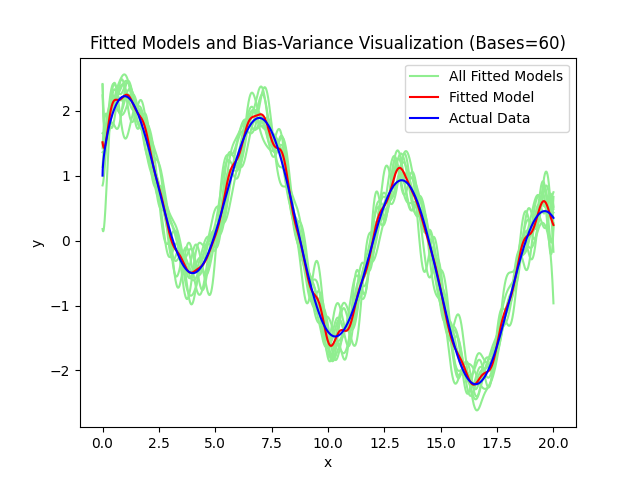 Fitted Models and Bias-Variance Visualization (Bases=60)
All Fitted Models
Fitted Model
Actual Data
y
2
1
0
−1
−2
0.0 2.5 5.0 7.5 10.0 12.5 15.0 17.5 20.0
x